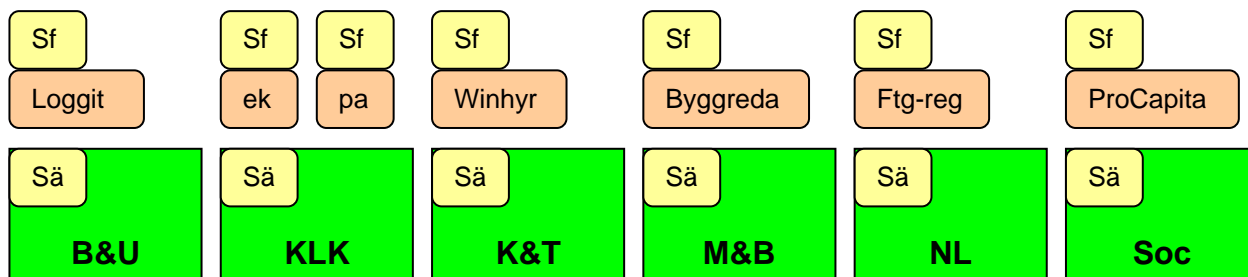 Sf Sf Sf Sf Sf Sf Sf
Loggit ek pa Winhyr Byggreda Ftg-reg ProCapita
Sä Sä Sä Sä Sä Sä
B&U KLK K&T M&B NL Soc